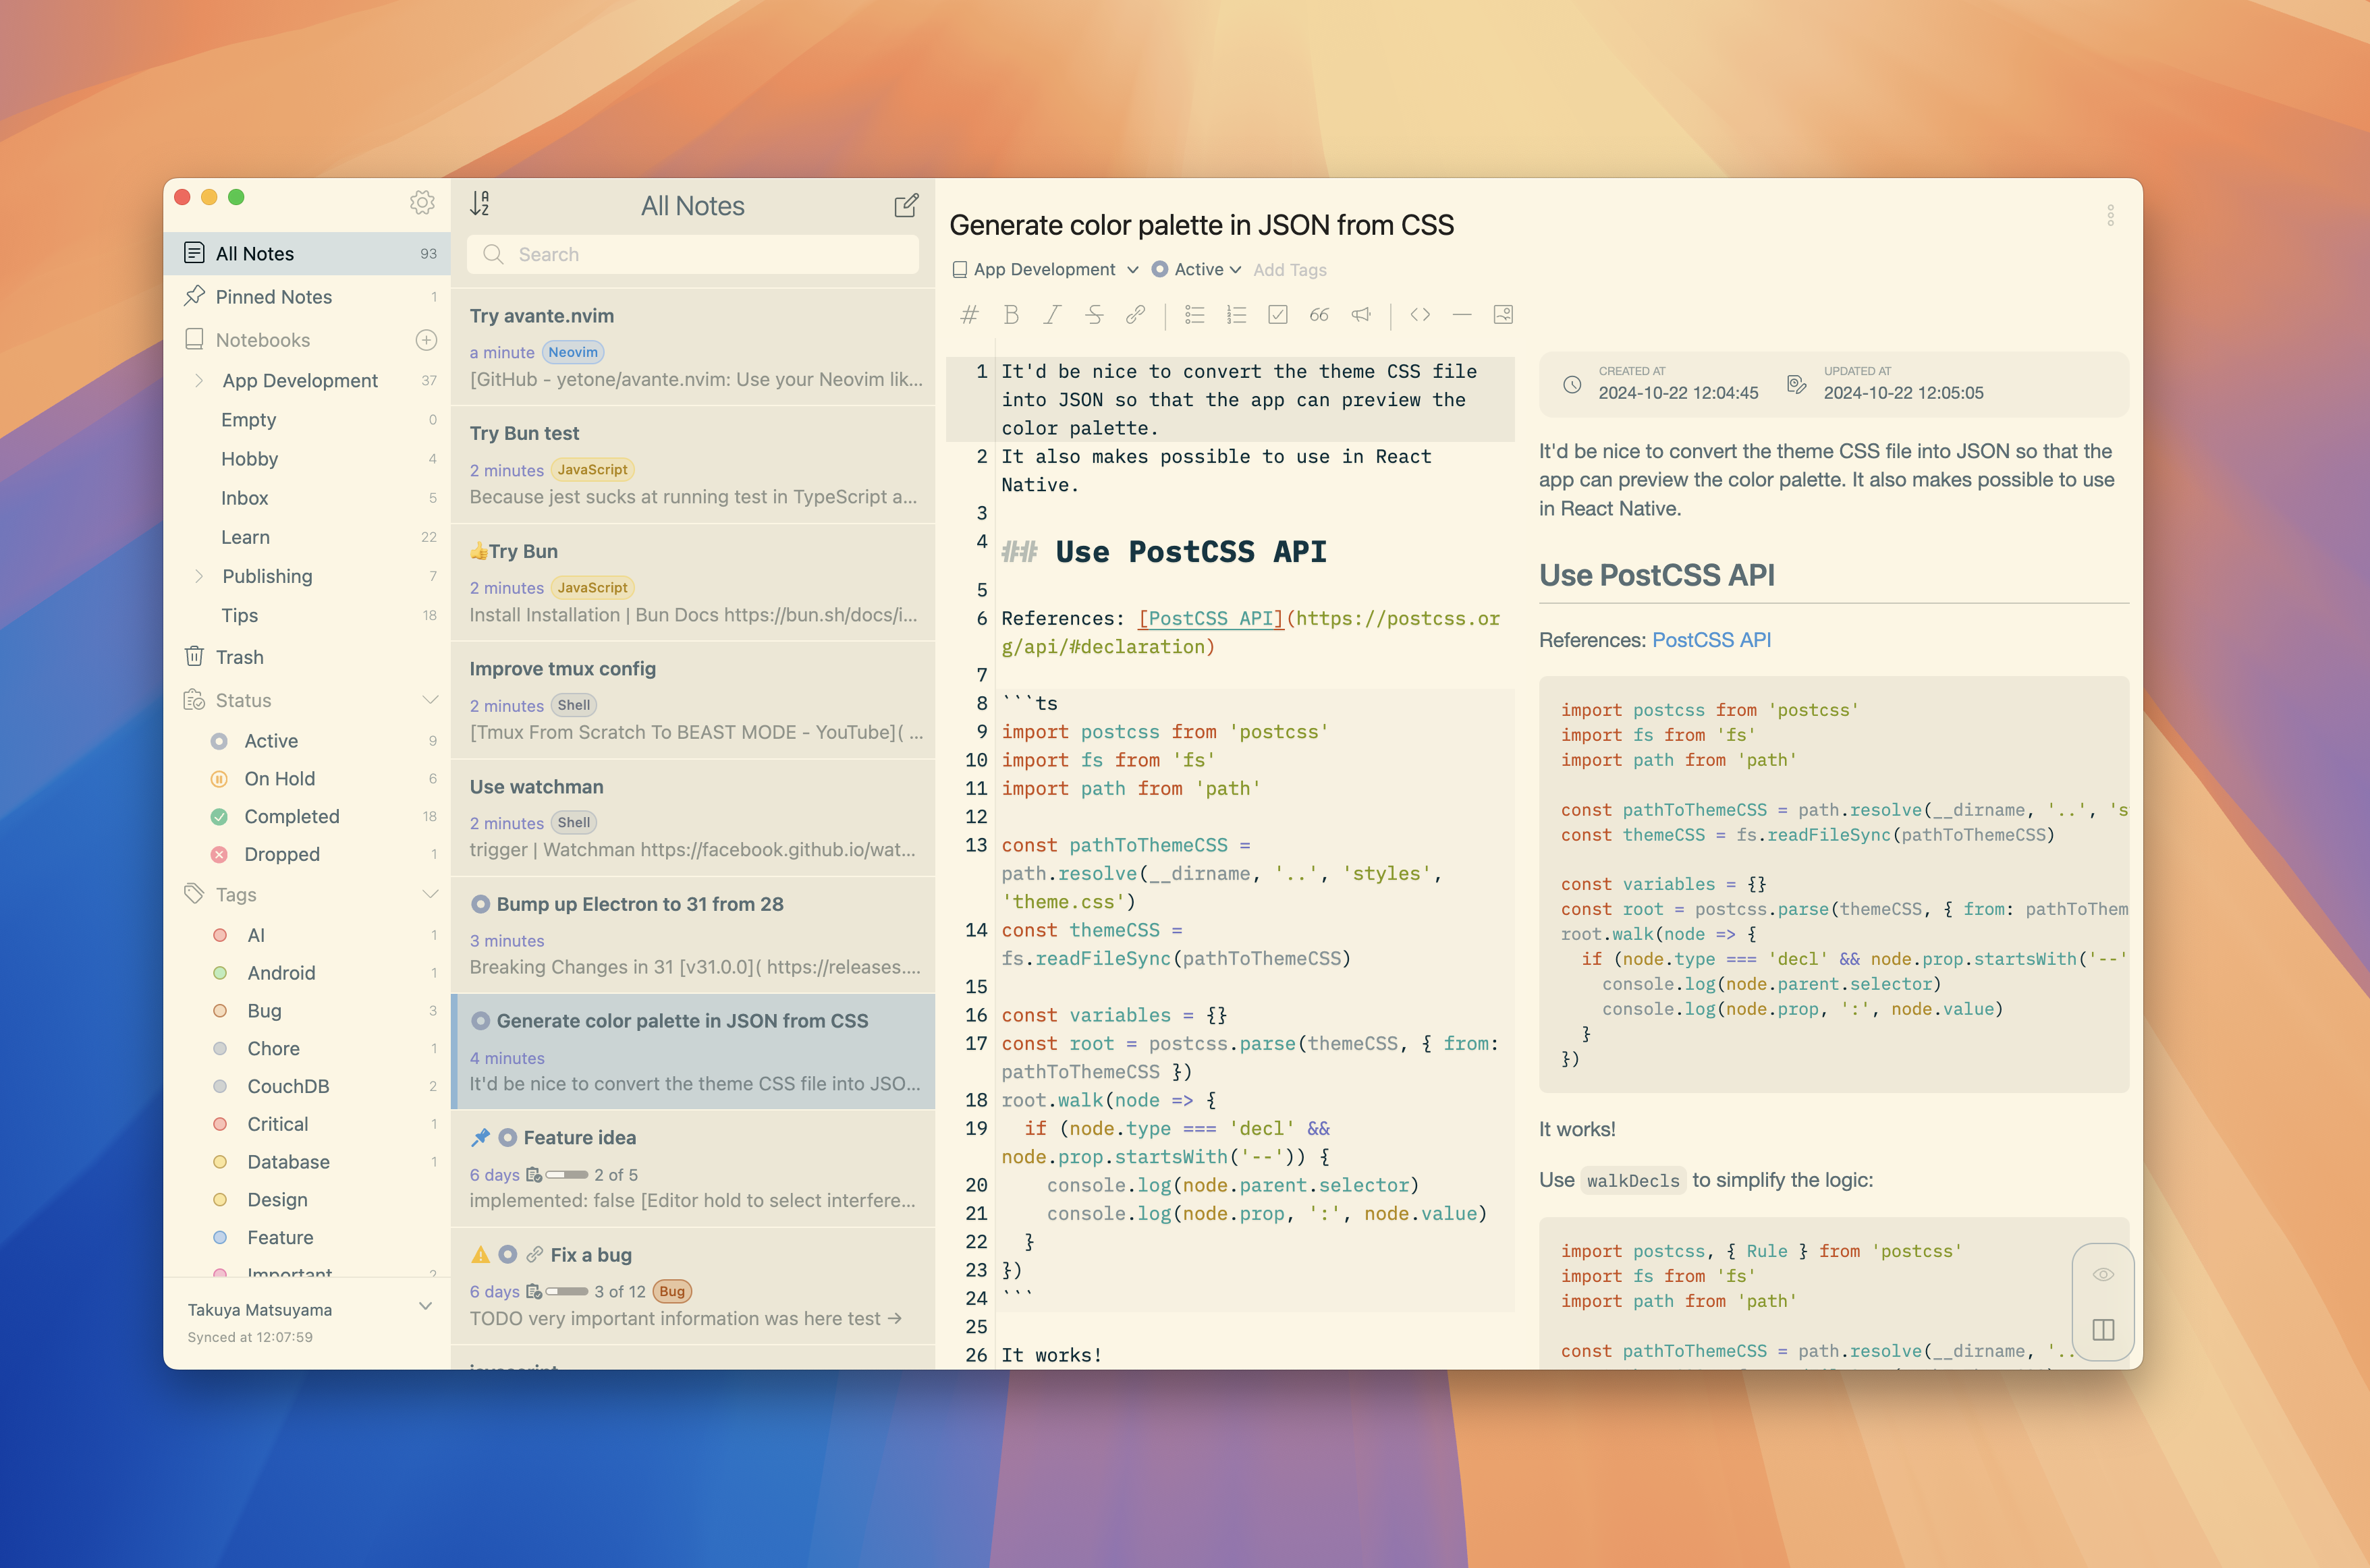 All Notes 93
Pinned Notes 1
Notebooks
App Development 37
Empty 0
Hobby 4
Inbox 5
Learn 22
Publishing 7
Tips 18
Trash
Status
Active 9
On Hold 6
Completed 18
Dropped 1
Tags
AI 1
Android 1
Bug 3
Chore 1
CouchDB 2
Critical 1
Database 1
Design
Feature
Important 2
Takuya Matsuyama
Synced at 12:07:59
All Notes
Search
Try avante.nvim
a minute Neovim
[GitHub - yetone/avante.nvim: Use your Neovim lik...
Try Bun test
2 minutes JavaScript
Because jest sucks at running test in TypeScript a...
👍Try Bun
2 minutes JavaScript
Install Installation | Bun Docs https://bun.sh/docs/i...
Improve tmux config
2 minutes Shell
[Tmux From Scratch To BEAST MODE - YouTube]( ...
Use watchman
2 minutes Shell
trigger | Watchman https://facebook.github.io/wat...
Bump up Electron to 31 from 28
3 minutes
Breaking Changes in 31 [v31.0.0]( https://releases....
Generate color palette in JSON from CSS
4 minutes
It'd be nice to convert the theme CSS file into JSO...
Feature idea
6 days 2 of 5
implemented: false [Editor hold to select interfere...
Fix a bug
6 days 3 of 12 Bug
TODO very important information was here test →
javascript
Generate color palette in JSON from CSS
App Development Active Add Tags
1 It'd be nice to convert the theme CSS file
into JSON so that the app can preview the
color palette.
2 It also makes possible to use in React
Native.
3
4 ## Use PostCSS API
5
6 References: [PostCSS API](https://postcss.or
g/api/#declaration)
7
8 ```ts
9 import postcss from 'postcss'
10 import fs from 'fs'
11 import path from 'path'
12
13 const pathToThemeCSS =
path.resolve(__dirname, '..', 'styles',
'theme.css')
14 const themeCSS =
fs.readFileSync(pathToThemeCSS)
15
16 const variables = {}
17 const root = postcss.parse(themeCSS, { from:
pathToThemeCSS })
18 root.walk(node => {
19 if (node.type === 'decl' &&
node.prop.startsWith('--')) {
20 console.log(node.parent.selector)
21 console.log(node.prop, ':', node.value)
22 }
23 })
24 ```
25
26 It works!
CREATED AT
2024-10-22 12:04:45
UPDATED AT
2024-10-22 12:05:05
It'd be nice to convert the theme CSS file into JSON so that the
app can preview the color palette. It also makes possible to use
in React Native.
Use PostCSS API
References: PostCSS API
import postcss from 'postcss'
import fs from 'fs'
import path from 'path'
const pathToThemeCSS = path.resolve(__dirname, '..', 's
const themeCSS = fs.readFileSync(pathToThemeCSS)
const variables = {}
const root = postcss.parse(themeCSS, { from: pathToThem
root.walk(node => {
if (node.type === 'decl' && node.prop.startsWith('--'
console.log(node.parent.selector)
console.log(node.prop, ':', node.value)
}
})
It works!
Use walkDecls to simplify the logic:
import postcss, { Rule } from 'postcss'
import fs from 'fs'
import path from 'path'
const pathToThemeCSS = path.resolve(__dirname, '..